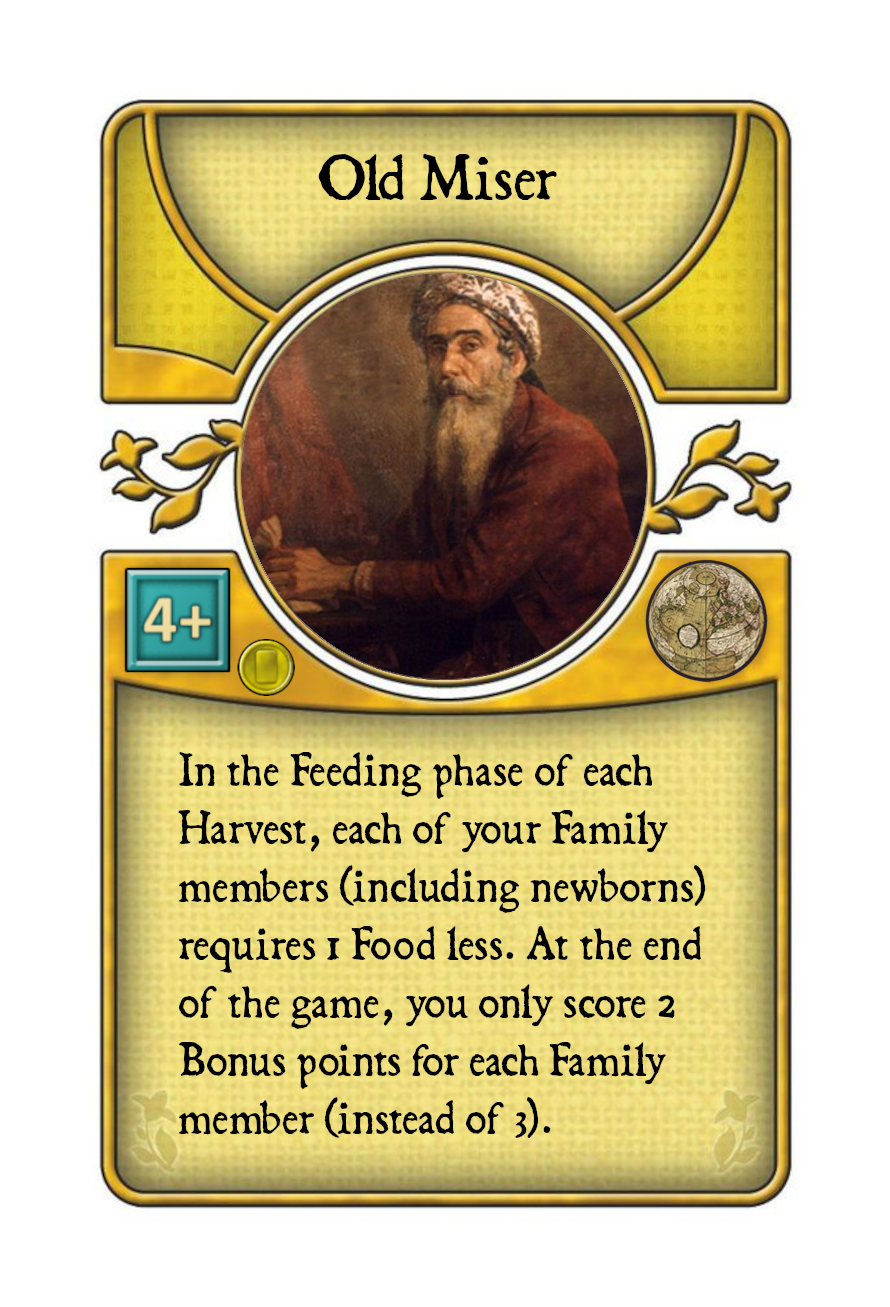 Old Miser
4+
In the Feeding phase of each
Harvest, each of your Family
members (including newborns)
requires 1 Food less. At the end
of the game, you only score 2
Bonus points for each Family
member (instead of 3).